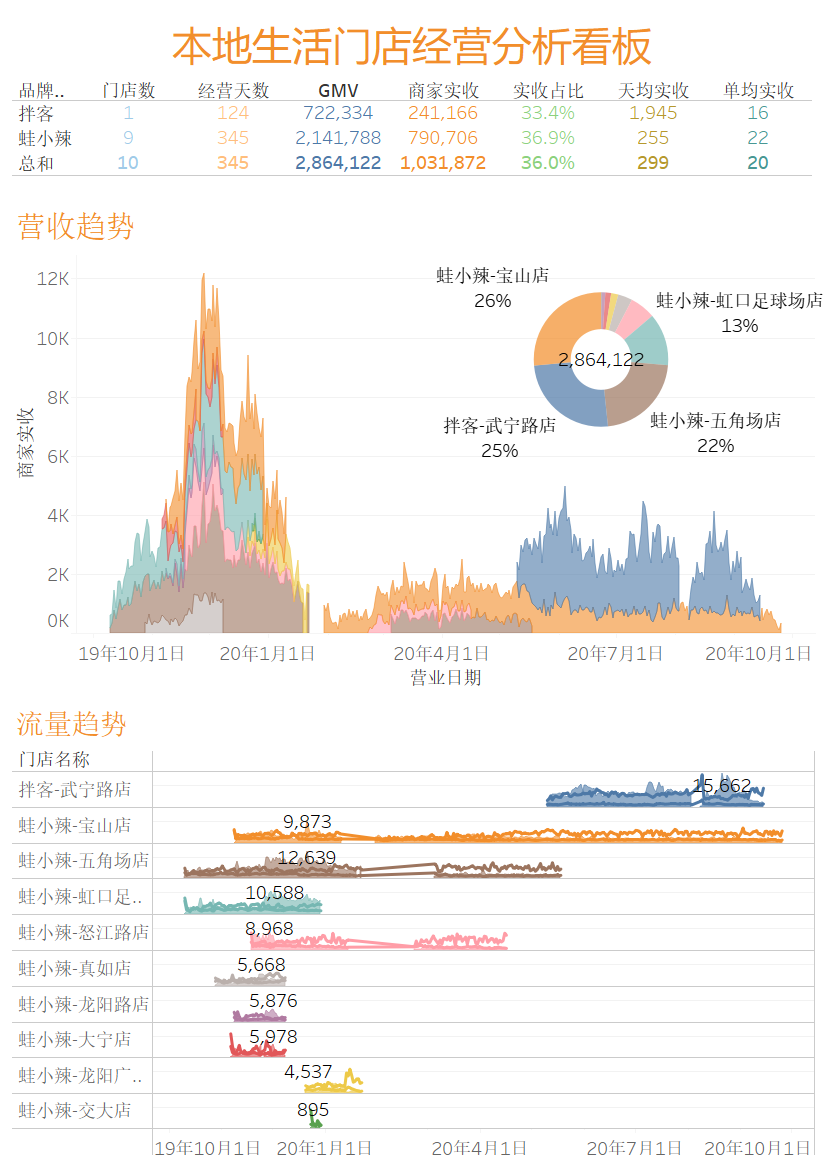 本地生活门店经营分析看板
品牌.. 门店数 经营天数 GMV 商家实收 实收占比 天均实收 单均实收
拌客 1 124 722,334 241,166 33.4% 1,945 16
蛙小辣 9 345 2,141,788 790,706 36.9% 255 22
总和 10 345 2,864,122 1,031,872 36.0% 299 20
营收趋势
商家实收
12K
10K
8K
6K
4K
2K
0K
蛙小辣-宝山店
26%
蛙小辣-虹口足球场店
13%
2,864,122
拌客-武宁路店
25%
蛙小辣-五角场店
22%
19年10月1日 20年1月1日 20年4月1日 20年7月1日 20年10月1日
营业日期
流量趋势
门店名称
拌客-武宁路店 15,662
蛙小辣-宝山店 9,873
蛙小辣-五角场店 12,639
蛙小辣-虹口足.. 10,588
蛙小辣-怒江路店 8,968
蛙小辣-真如店 5,668
蛙小辣-龙阳路店 5,876
蛙小辣-大宁店 5,978
蛙小辣-龙阳广.. 4,537
蛙小辣-交大店 895
19年10月1日 20年1月1日 20年4月1日 20年7月1日 20年10月1日